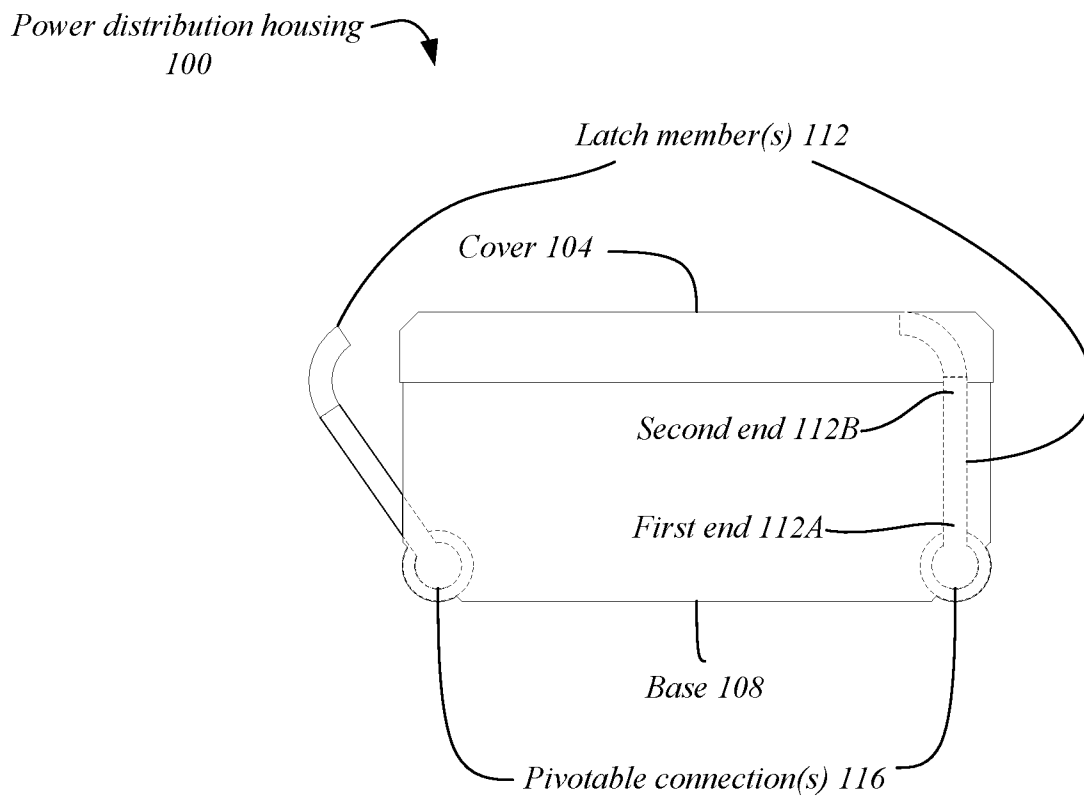 Power distribution housing
100
Latch member(s) 112
Cover 104
Second end 112B
First end 112A
Base 108
Pivotable connection(s) 116